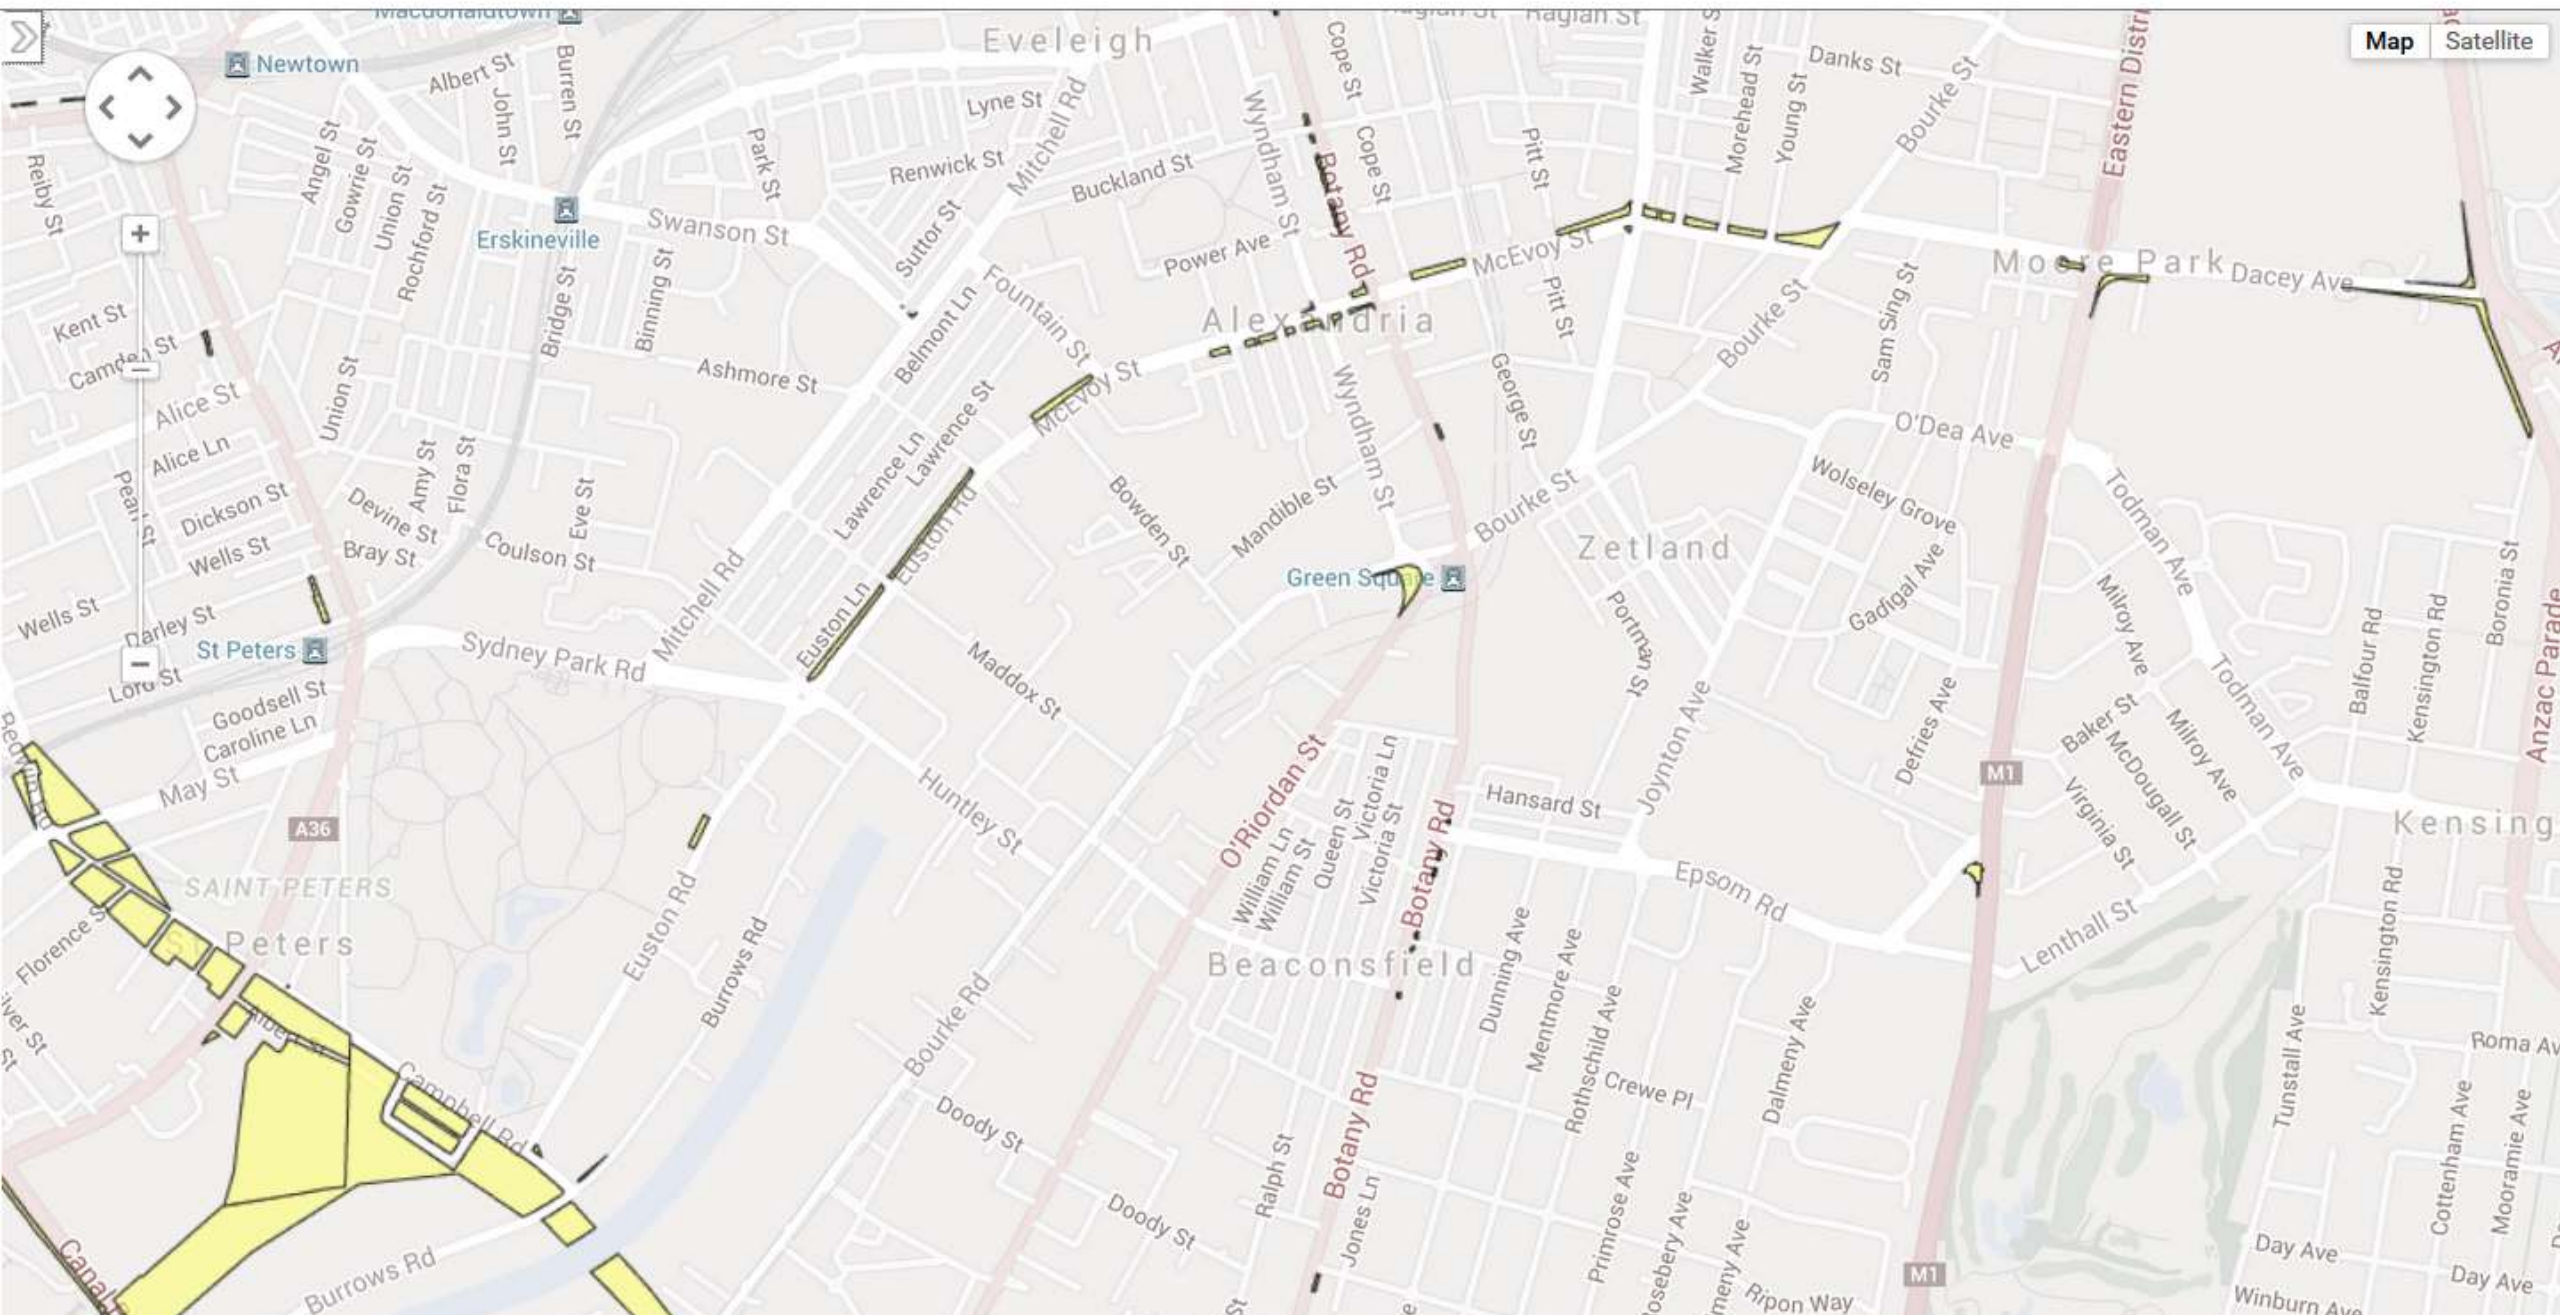 Macdonaldtown
Raglan St
Eveleigh
Map
Satellite
Newtown
Albert St
Burren St
John St
Lyne St
Mitchell Rd
Cope St
Walker S
Morehead St
Young St
Danks St
Bourke St
Eastern Distri
Reiby St
Angel St
Gowrie St
Union St
Rochford St
Park St
Renwick St
Buckland St
Wyndham St
Botany Rd
Cope St
Pitt St
Erskineville
Swanson St
Suttor St
Power Ave
McEvoy St
Moore Park
Dacey Ave
Kent St
Camden St
Bridge St
Binning St
Fountain St
Belmont Ln
Alexandria
Pitt St
Bourke St
Sam Sing St
Alice St
Union St
Ashmore St
Lawrence St
McEvoy St
Wyndham St
George St
O'Dea Ave
Alice Ln
Pearl St
Dickson St
Amy St
Flora St
Eve St
Lawrence Ln
Euston Rd
Bowden St
Mandible St
Bourke St
Wolseley Grove
Todman Ave
Devine St
Wells St
Bray St
Coulson St
Zetland
Green Square
Gadigal Ave
Milroy Ave
Boronia St
Wells St
Darley St
St Peters
Sydney Park Rd
Mitchell Rd
Euston Ln
Maddox St
Portman St
Balfour Rd
Kensington Rd
Anzac Parade
Lord St
Goodsell St
Caroline Ln
Todman Ave
Bedwin Rd
May St
A36
Huntley St
O'Riordan St
Victoria Ln
Joynton Ave
Defries Ave
Baker St
Milroy Ave
McDougall St
M1
Hansard St
Virginia St
Kensing
William Ln
William St
Queen St
Victoria St
Botany Rd
Epsom Rd
SAINT PETERS
St Peters
Florence S
Euston Rd
Burrows Rd
Beaconsfield
Dunning Ave
Mentmore Ave
Lenthall St
Kensington Rd
ilver St
St
Albert St
Campbell Rd
Bourke Rd
Rothschild Ave
Dalmeny Ave
Tunstall Ave
Roma Av
Crewe Pl
Doody St
Botany Rd
Ralph St
Cottenham Ave
Mooramie Ave
Doody St
Jones Ln
Primrose Ave
Rosebery Ave
meny Ave
Canal
Burrows Rd
M1
Day Ave
Day Ave
Ripon Way
Winburn Ave